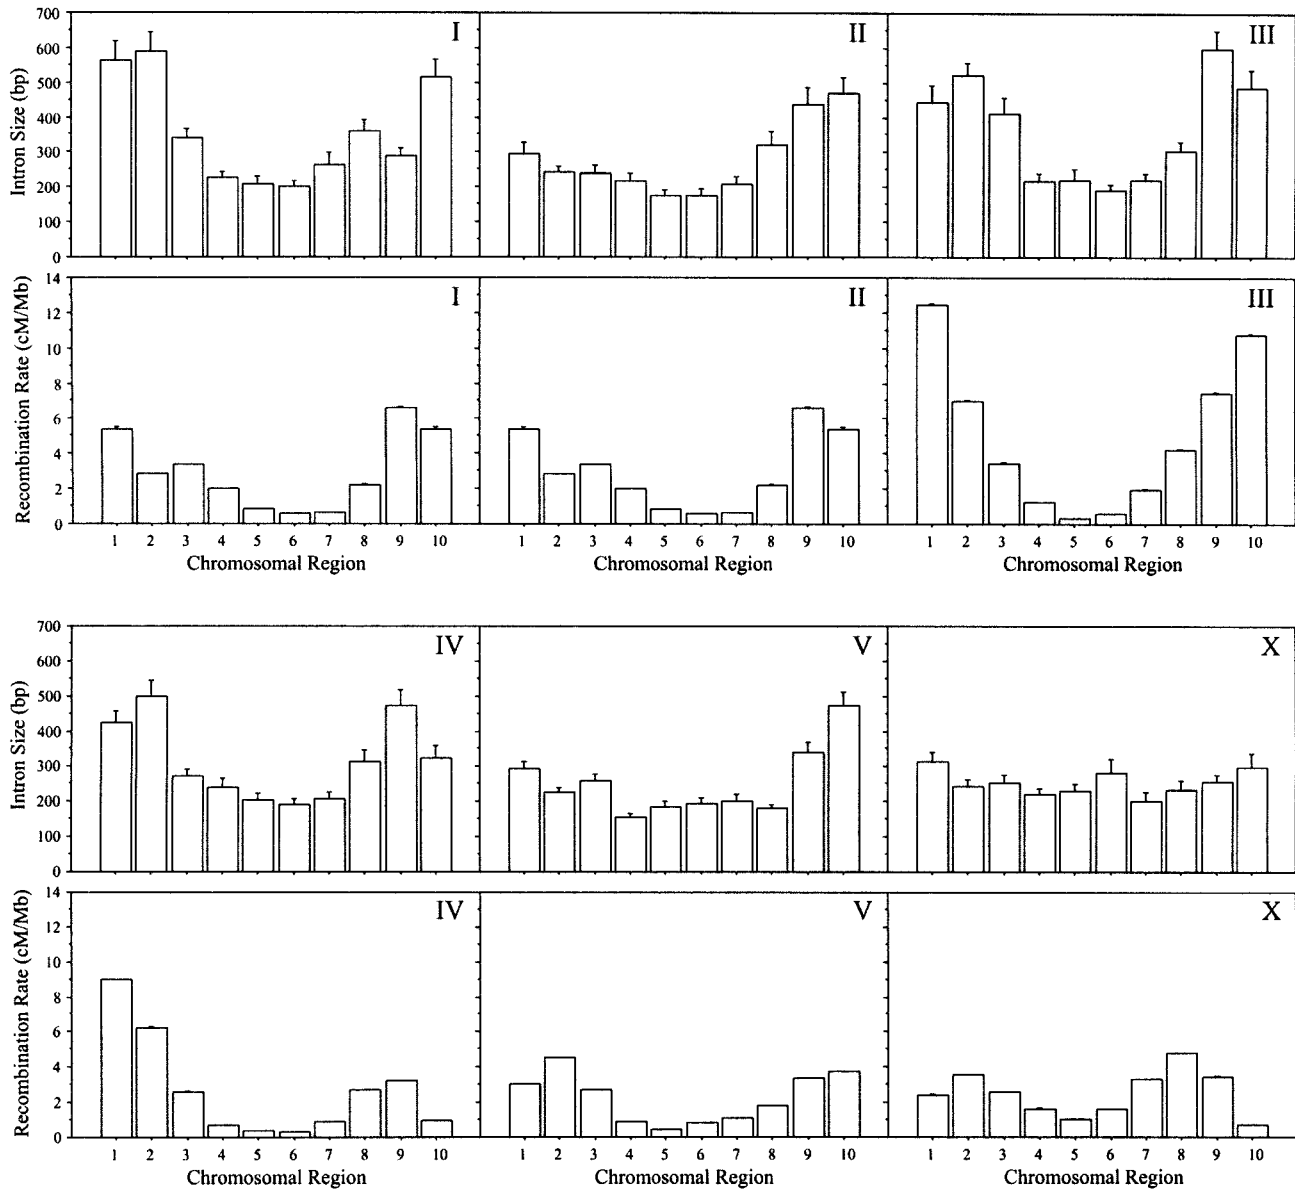 I II III
Intron Size (bp)
700
600
500
400
300
200
100
0
I II III
Recombination Rate (cM/Mb)
14
12
10
8
6
4
2
0
1 2 3 4 5 6 7 8 9 10 1 2 3 4 5 6 7 8 9 10 1 2 3 4 5 6 7 8 9 10
Chromosomal Region Chromosomal Region Chromosomal Region
IV V X
Intron Size (bp)
700
600
500
400
300
200
100
0
IV V X
Recombination Rate (cM/Mb)
14
12
10
8
6
4
2
0
1 2 3 4 5 6 7 8 9 10 1 2 3 4 5 6 7 8 9 10 1 2 3 4 5 6 7 8 9 10
Chromosomal Region Chromosomal Region Chromosomal Region